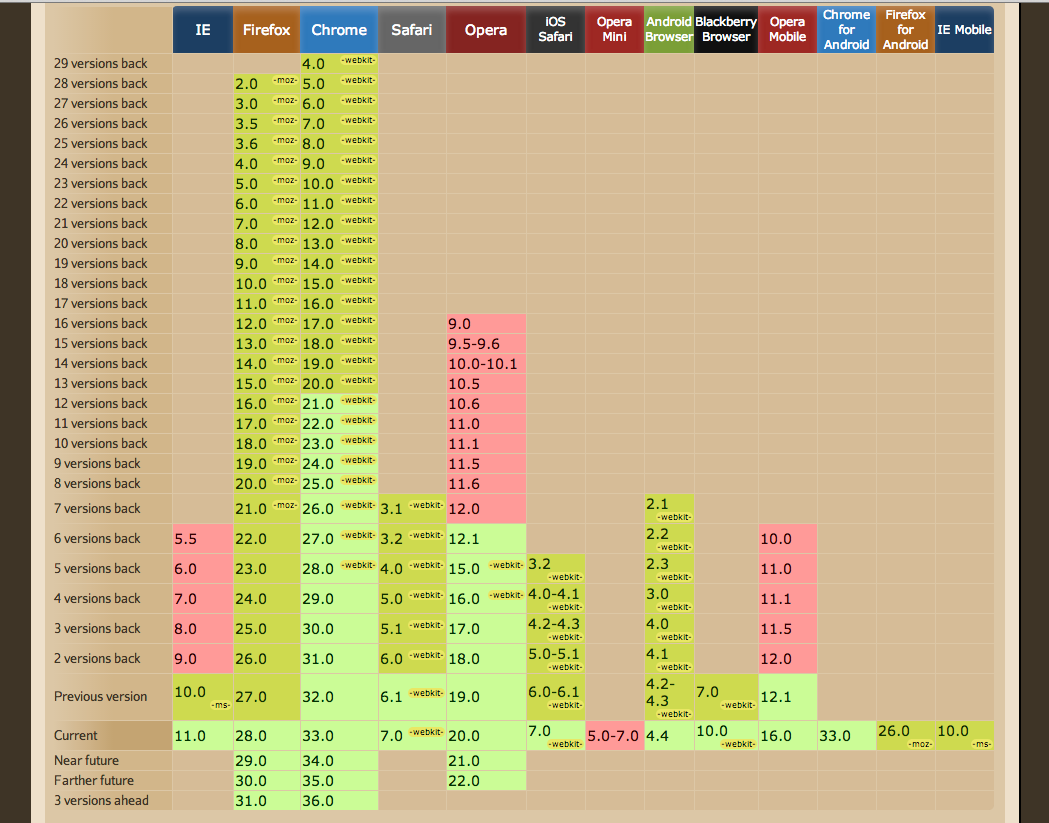 IE Firefox Chrome Safari Opera iOS Safari Opera Mini Android Browser Blackberry Browser Opera Mobile Chrome for Android Firefox for Android IE Mobile
29 versions back 4.0 -webkit-
28 versions back 2.0 -moz- 5.0 -webkit-
27 versions back 3.0 -moz- 6.0 -webkit-
26 versions back 3.5 -moz- 7.0 -webkit-
25 versions back 3.6 -moz- 8.0 -webkit-
24 versions back 4.0 -moz- 9.0 -webkit-
23 versions back 5.0 -moz- 10.0 -webkit-
22 versions back 6.0 -moz- 11.0 -webkit-
21 versions back 7.0 -moz- 12.0 -webkit-
20 versions back 8.0 -moz- 13.0 -webkit-
19 versions back 9.0 -moz- 14.0 -webkit-
18 versions back 10.0 -moz- 15.0 -webkit-
17 versions back 11.0 -moz- 16.0 -webkit-
16 versions back 12.0 -moz- 17.0 -webkit- 9.0
15 versions back 13.0 -moz- 18.0 -webkit- 9.5-9.6
14 versions back 14.0 -moz- 19.0 -webkit- 10.0-10.1
13 versions back 15.0 -moz- 20.0 -webkit- 10.5
12 versions back 16.0 -moz- 21.0 -webkit- 10.6
11 versions back 17.0 -moz- 22.0 -webkit- 11.0
10 versions back 18.0 -moz- 23.0 -webkit- 11.1
9 versions back 19.0 -moz- 24.0 -webkit- 11.5
8 versions back 20.0 -moz- 25.0 -webkit- 11.6
7 versions back 21.0 -moz- 26.0 -webkit- 3.1 -webkit- 12.0 2.1 -webkit-
6 versions back 5.5 22.0 27.0 -webkit- 3.2 -webkit- 12.1 2.2 -webkit- 10.0
5 versions back 6.0 23.0 28.0 -webkit- 4.0 -webkit- 15.0 -webkit- 3.2 -webkit- 2.3 -webkit- 11.0
4 versions back 7.0 24.0 29.0 5.0 -webkit- 16.0 -webkit- 4.0-4.1 -webkit- 3.0 -webkit- 11.1
3 versions back 8.0 25.0 30.0 5.1 -webkit- 17.0 4.2-4.3 -webkit- 4.0 -webkit- 11.5
2 versions back 9.0 26.0 31.0 6.0 -webkit- 18.0 5.0-5.1 -webkit- 4.1 -webkit- 12.0
Previous version 10.0 -ms- 27.0 32.0 6.1 -webkit- 19.0 6.0-6.1 -webkit- 4.2-4.3 -webkit- 7.0 -webkit- 12.1
Current 11.0 28.0 33.0 7.0 -webkit- 20.0 7.0 -webkit- 5.0-7.0 4.4 10.0 -webkit- 16.0 33.0 26.0 -moz- 10.0 -ms-
Near future 29.0 34.0 21.0
Farther future 30.0 35.0 22.0
3 versions ahead 31.0 36.0